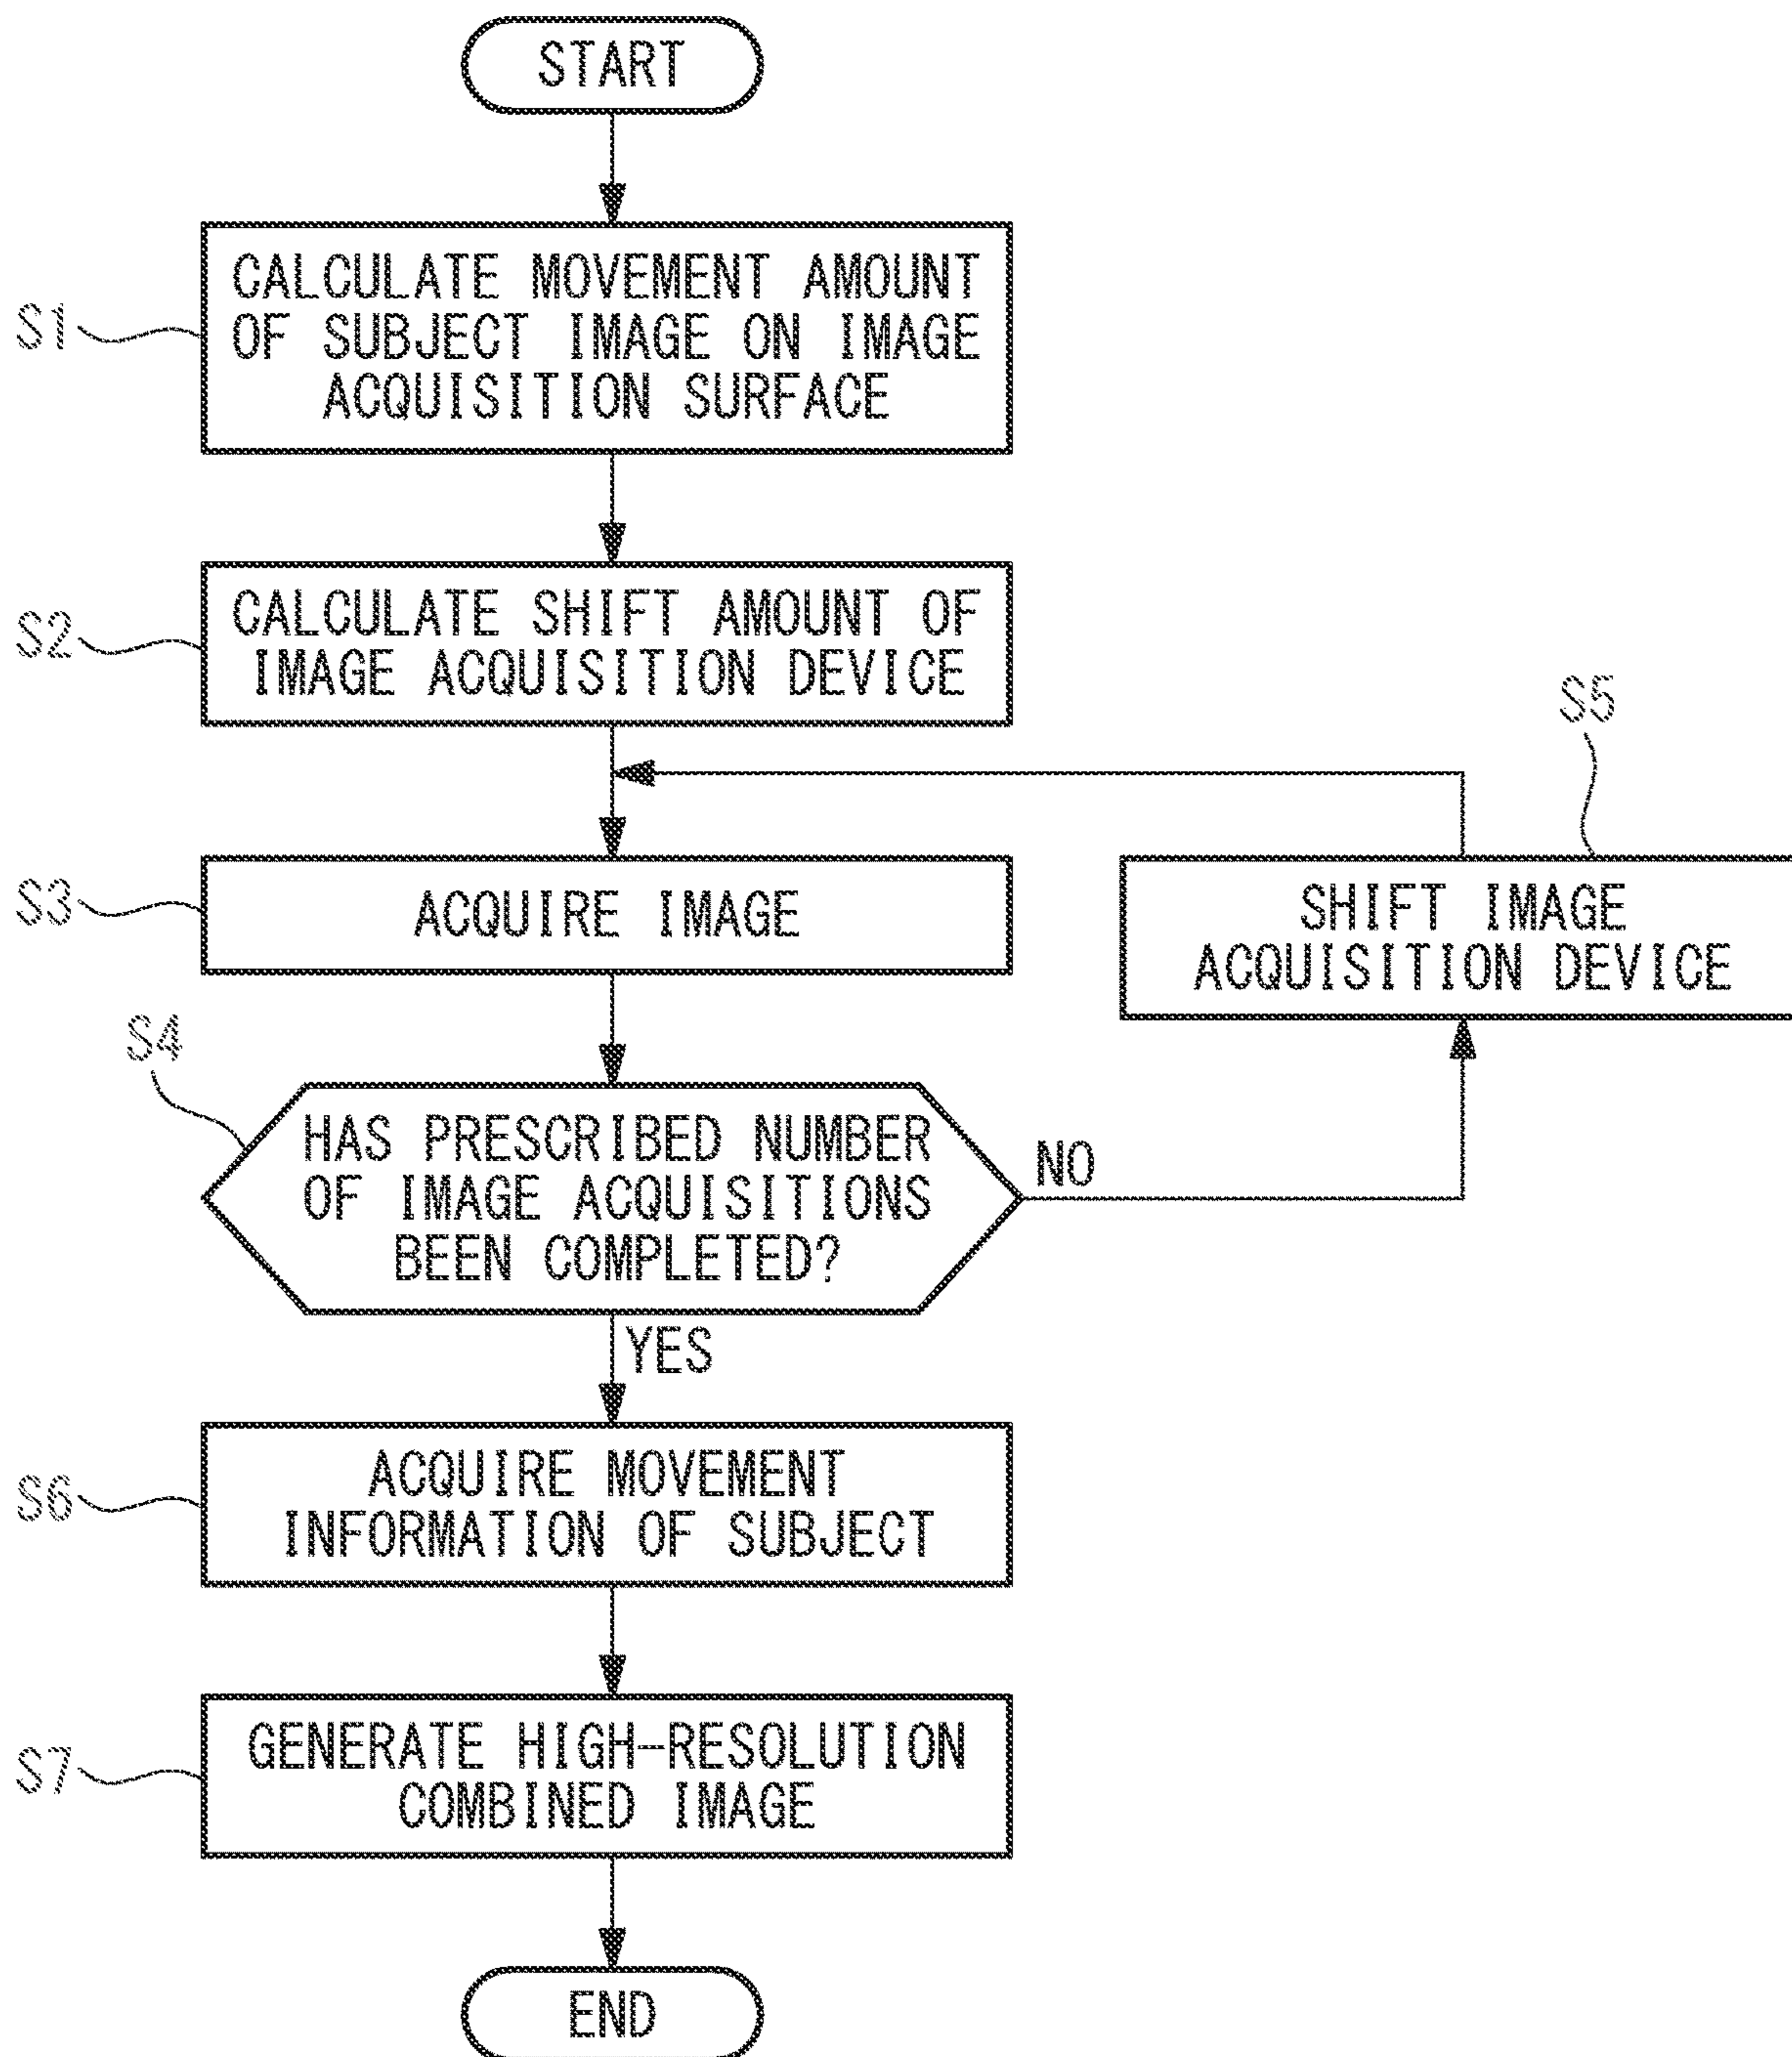 START
S1
CALCULATE MOVEMENT AMOUNT
OF SUBJECT IMAGE ON IMAGE
ACQUISITION SURFACE
S2
CALCULATE SHIFT AMOUNT OF
IMAGE ACQUISITION DEVICE
S3
ACQUIRE IMAGE
S5
SHIFT IMAGE
ACQUISITION DEVICE
S4
HAS PRESCRIBED NUMBER
OF IMAGE ACQUISITIONS
BEEN COMPLETED?
NO
YES
S6
ACQUIRE MOVEMENT
INFORMATION OF SUBJECT
S7
GENERATE HIGH-RESOLUTION
COMBINED IMAGE
END